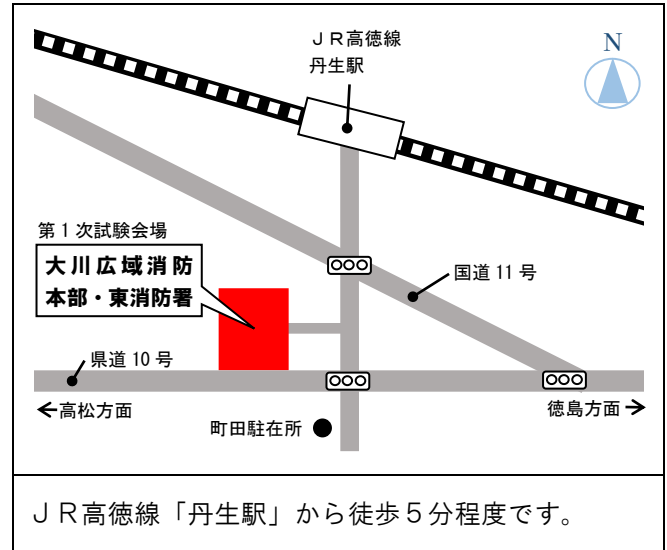 ＪＲ高徳線
丹生駅
N
第１次試験会場
大川広域消防
本部・東消防署
国道 11 号
県道 10 号
←高松方面
徳島方面→
町田駐在所
ＪＲ高徳線「丹生駅」から徒歩５分程度です。